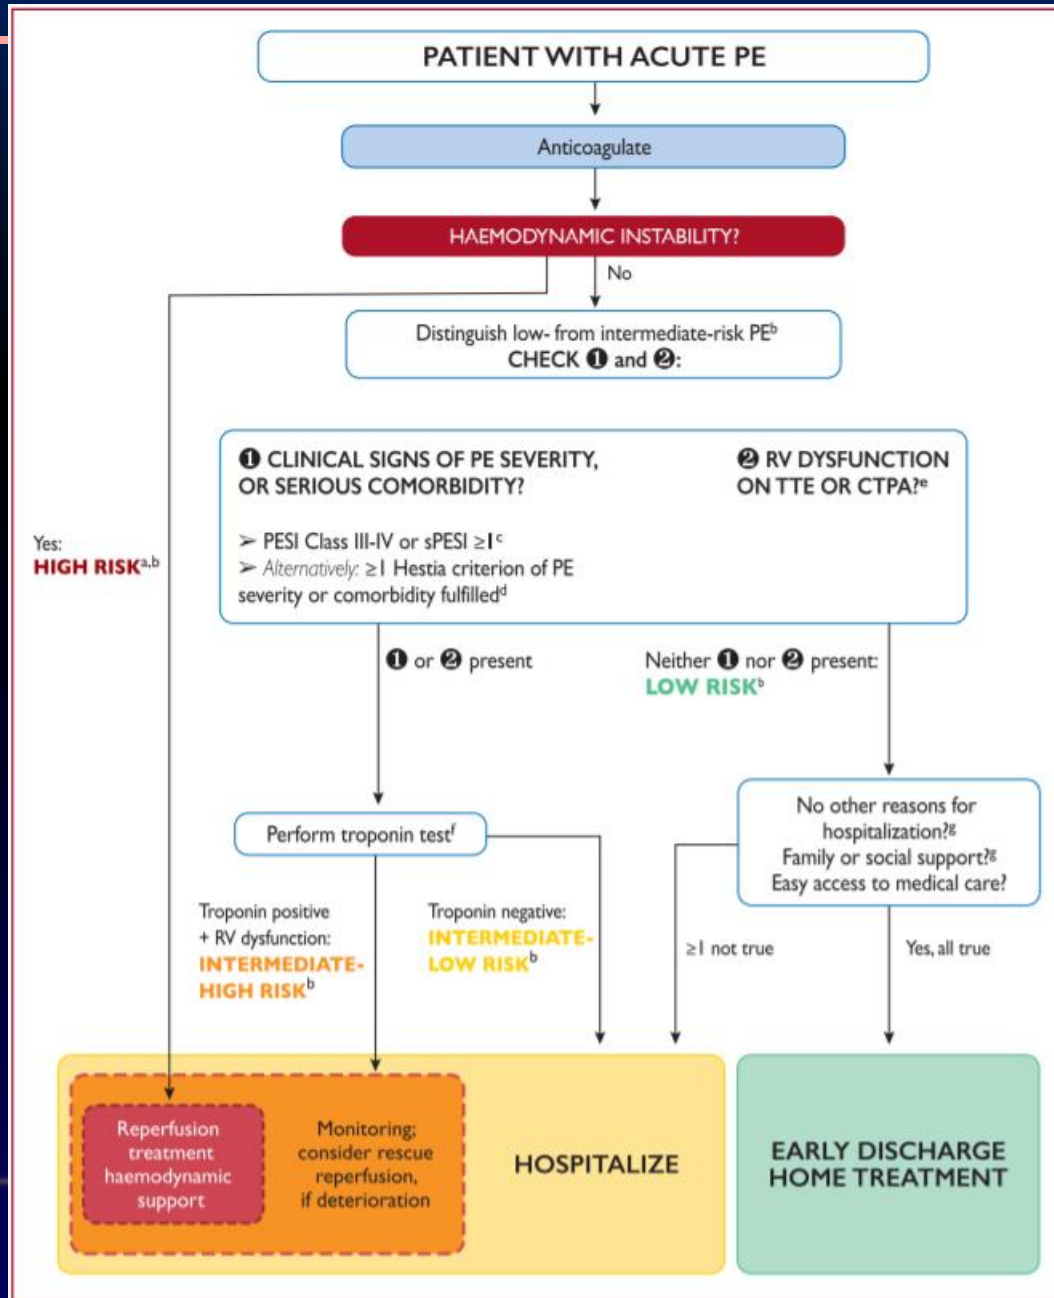 PATIENT WITH ACUTE PE
Anticoagulate
HAEMODYNAMIC INSTABILITY?
No
Distinguish low- from intermediate-risk PEᵇ
CHECK ❶ and ❷:
❶ CLINICAL SIGNS OF PE SEVERITY,
OR SERIOUS COMORBIDITY?
➢ PESI Class III-IV or sPESI ≥1ᶜ
➢ Alternatively: ≥1 Hestia criterion of PE
severity or comorbidity fulfilledᵈ
❷ RV DYSFUNCTION
ON TTE OR CTPA?ᵉ
Yes:
HIGH RISKᵃ,ᵇ
❶ or ❷ present
Neither ❶ nor ❷ present:
LOW RISKᵇ
Perform troponin testᶠ
No other reasons for
hospitalization?ᵍ
Family or social support?ᵍ
Easy access to medical care?
Troponin positive
+ RV dysfunction:
INTERMEDIATE-
HIGH RISKᵇ
Troponin negative:
INTERMEDIATE-
LOW RISKᵇ
≥1 not true
Yes, all true
Reperfusion
treatment
haemodynamic
support
Monitoring;
consider rescue
reperfusion,
if deterioration
HOSPITALIZE
EARLY DISCHARGE
HOME TREATMENT